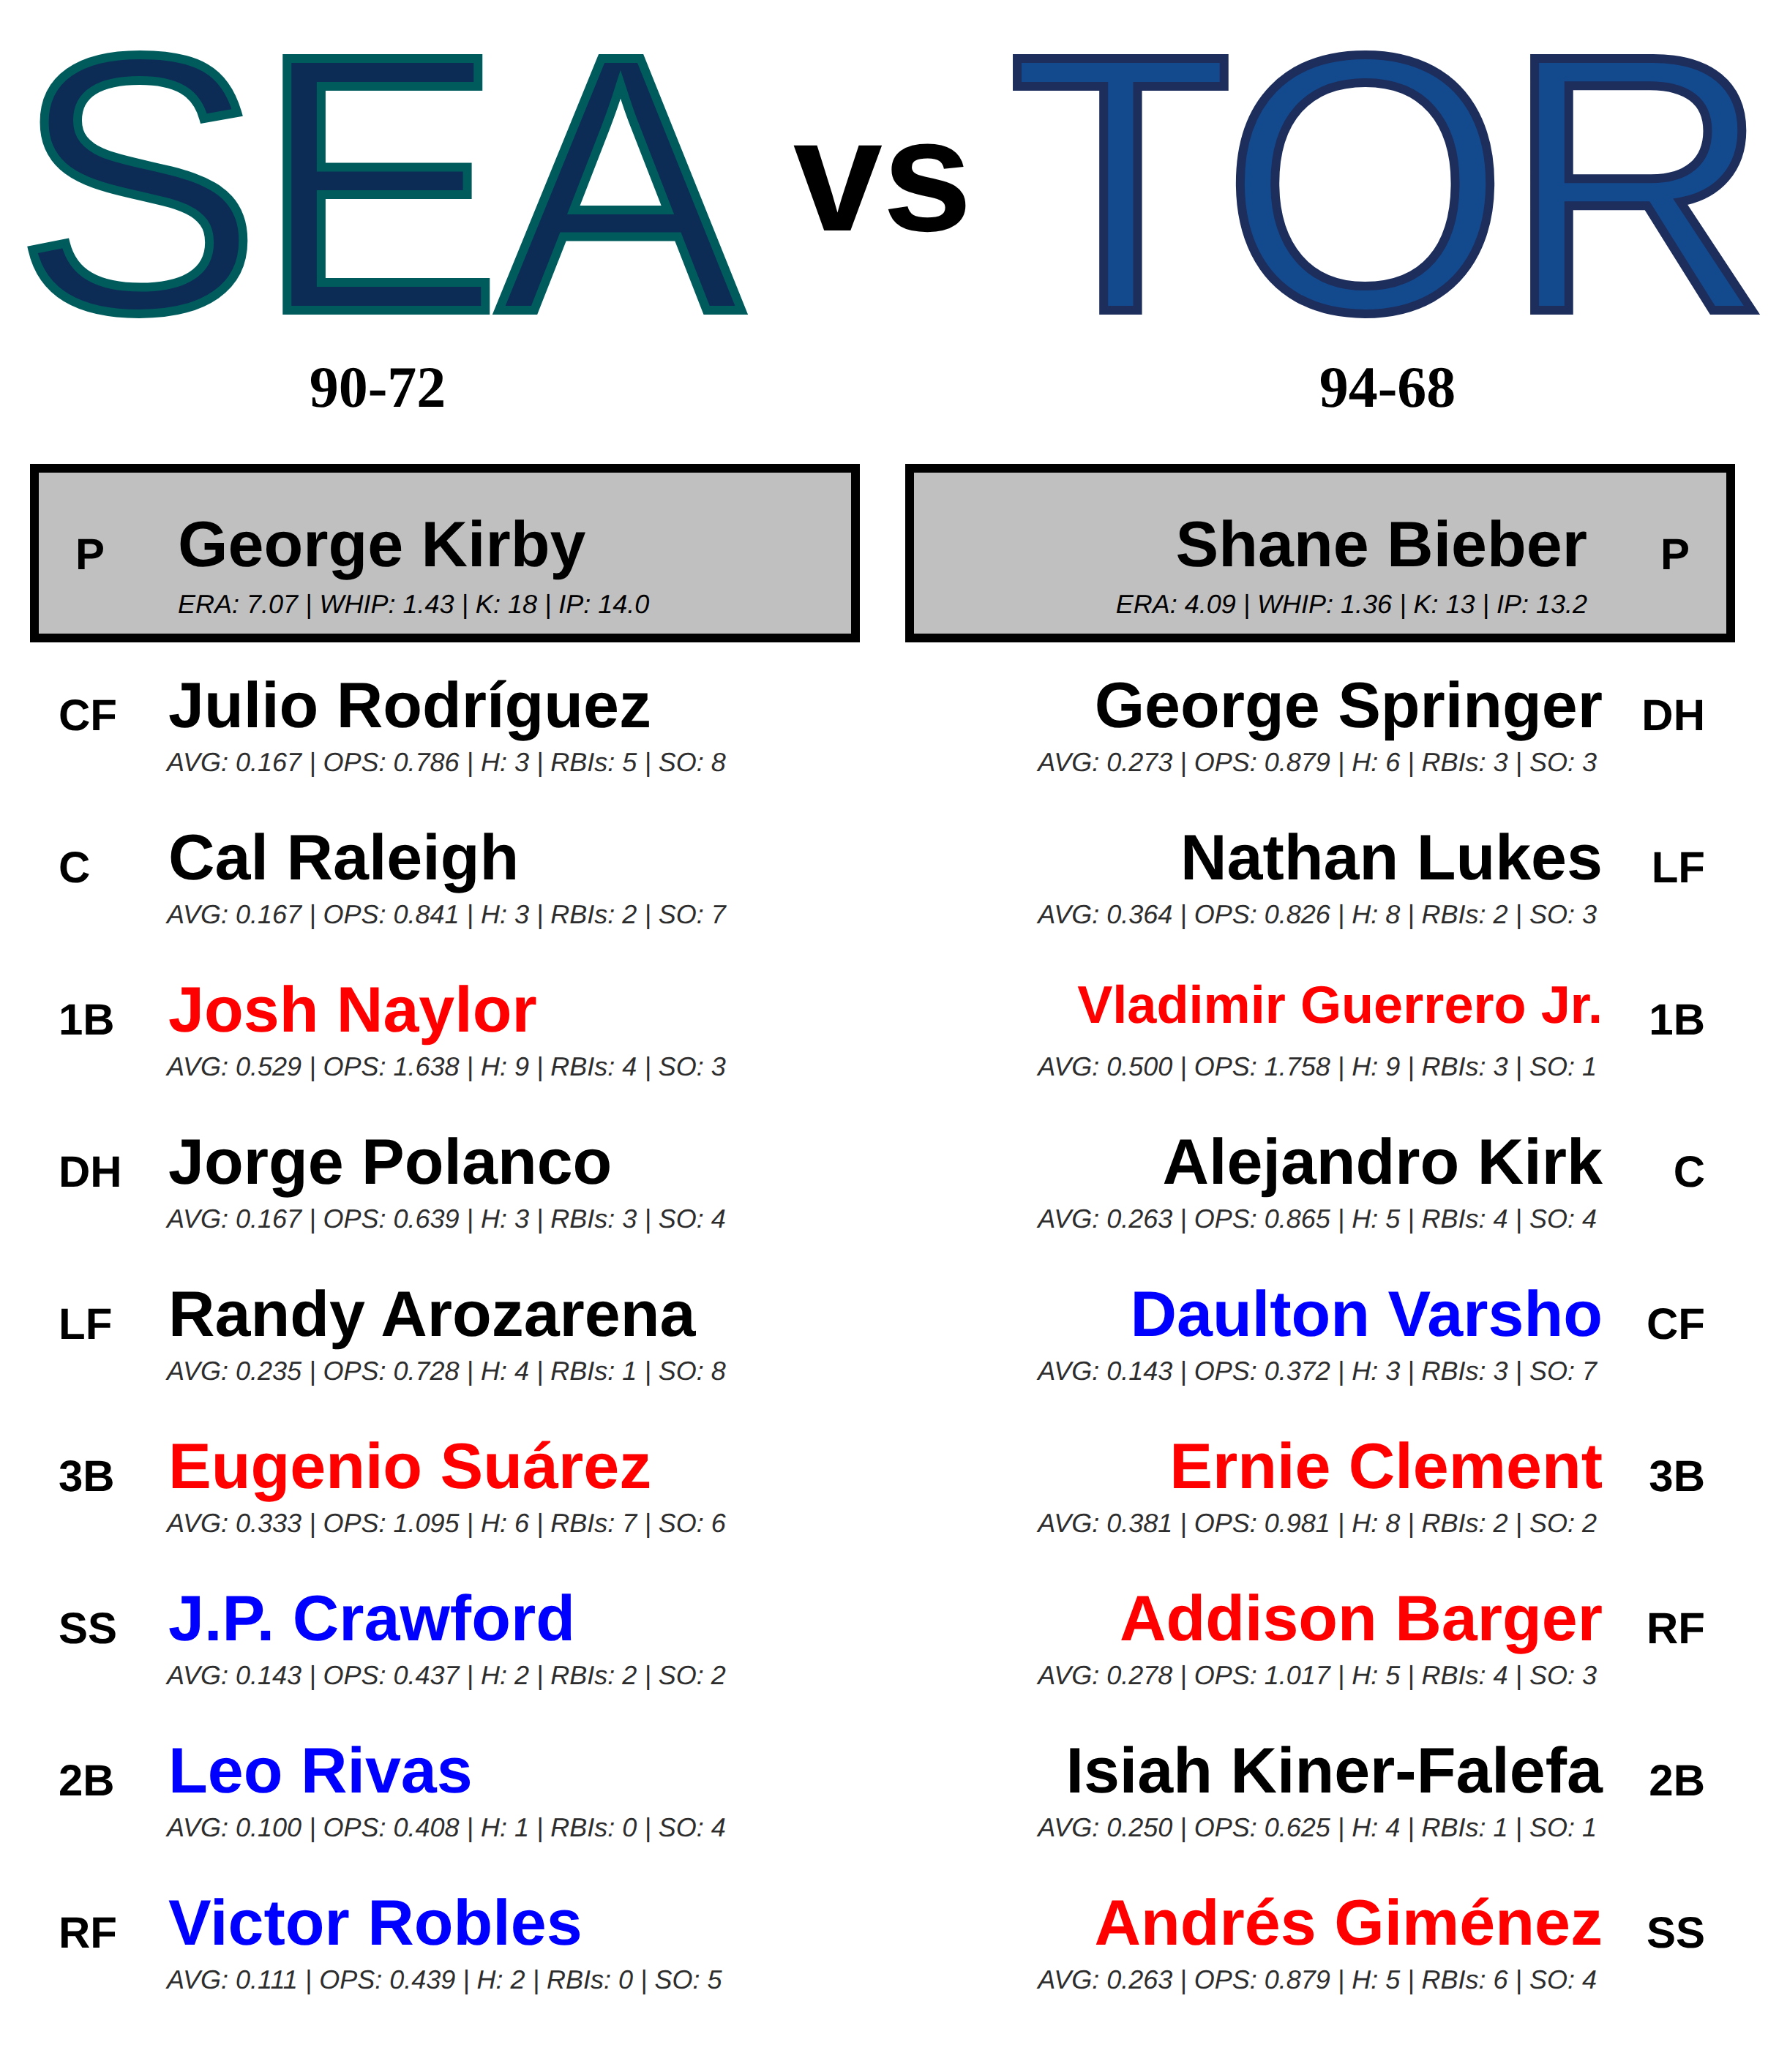 SEA vs TOR
90-72
94-68
P George Kirby
ERA: 7.07 | WHIP: 1.43 | K: 18 | IP: 14.0
Shane Bieber P
ERA: 4.09 | WHIP: 1.36 | K: 13 | IP: 13.2
CF Julio Rodríguez
AVG: 0.167 | OPS: 0.786 | H: 3 | RBIs: 5 | SO: 8
C Cal Raleigh
AVG: 0.167 | OPS: 0.841 | H: 3 | RBIs: 2 | SO: 7
1B Josh Naylor
AVG: 0.529 | OPS: 1.638 | H: 9 | RBIs: 4 | SO: 3
DH Jorge Polanco
AVG: 0.167 | OPS: 0.639 | H: 3 | RBIs: 3 | SO: 4
LF Randy Arozarena
AVG: 0.235 | OPS: 0.728 | H: 4 | RBIs: 1 | SO: 8
3B Eugenio Suárez
AVG: 0.333 | OPS: 1.095 | H: 6 | RBIs: 7 | SO: 6
SS J.P. Crawford
AVG: 0.143 | OPS: 0.437 | H: 2 | RBIs: 2 | SO: 2
2B Leo Rivas
AVG: 0.100 | OPS: 0.408 | H: 1 | RBIs: 0 | SO: 4
RF Victor Robles
AVG: 0.111 | OPS: 0.439 | H: 2 | RBIs: 0 | SO: 5
George Springer DH
AVG: 0.273 | OPS: 0.879 | H: 6 | RBIs: 3 | SO: 3
Nathan Lukes LF
AVG: 0.364 | OPS: 0.826 | H: 8 | RBIs: 2 | SO: 3
Vladimir Guerrero Jr. 1B
AVG: 0.500 | OPS: 1.758 | H: 9 | RBIs: 3 | SO: 1
Alejandro Kirk C
AVG: 0.263 | OPS: 0.865 | H: 5 | RBIs: 4 | SO: 4
Daulton Varsho CF
AVG: 0.143 | OPS: 0.372 | H: 3 | RBIs: 3 | SO: 7
Ernie Clement 3B
AVG: 0.381 | OPS: 0.981 | H: 8 | RBIs: 2 | SO: 2
Addison Barger RF
AVG: 0.278 | OPS: 1.017 | H: 5 | RBIs: 4 | SO: 3
Isiah Kiner-Falefa 2B
AVG: 0.250 | OPS: 0.625 | H: 4 | RBIs: 1 | SO: 1
Andrés Giménez SS
AVG: 0.263 | OPS: 0.879 | H: 5 | RBIs: 6 | SO: 4